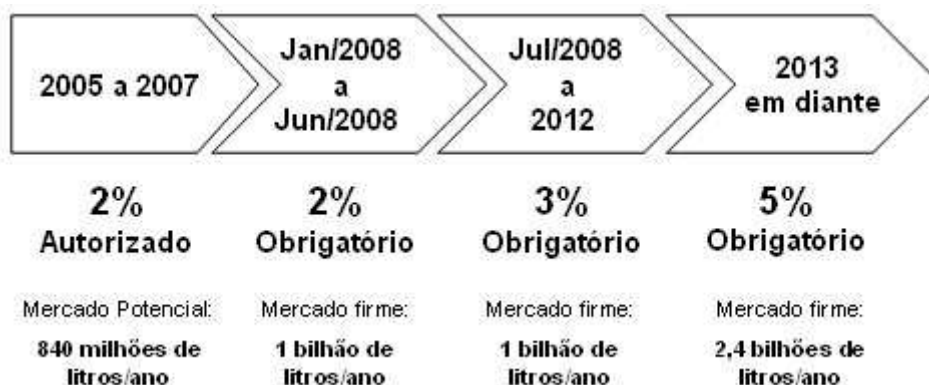 2005 a 2007
Jan/2008
a
Jun/2008
Jul/2008
a
2012
2013
em diante
2%
Autorizado
2%
Obrigatório
3%
Obrigatório
5%
Obrigatório
Mercado Potencial:
840 milhões de
litros/ano
Mercado firme:
1 bilhão de
litros/ano
Mercado firme:
1 bilhão de
litros/ano
Mercado firme:
2,4 bilhões de
litros/ano